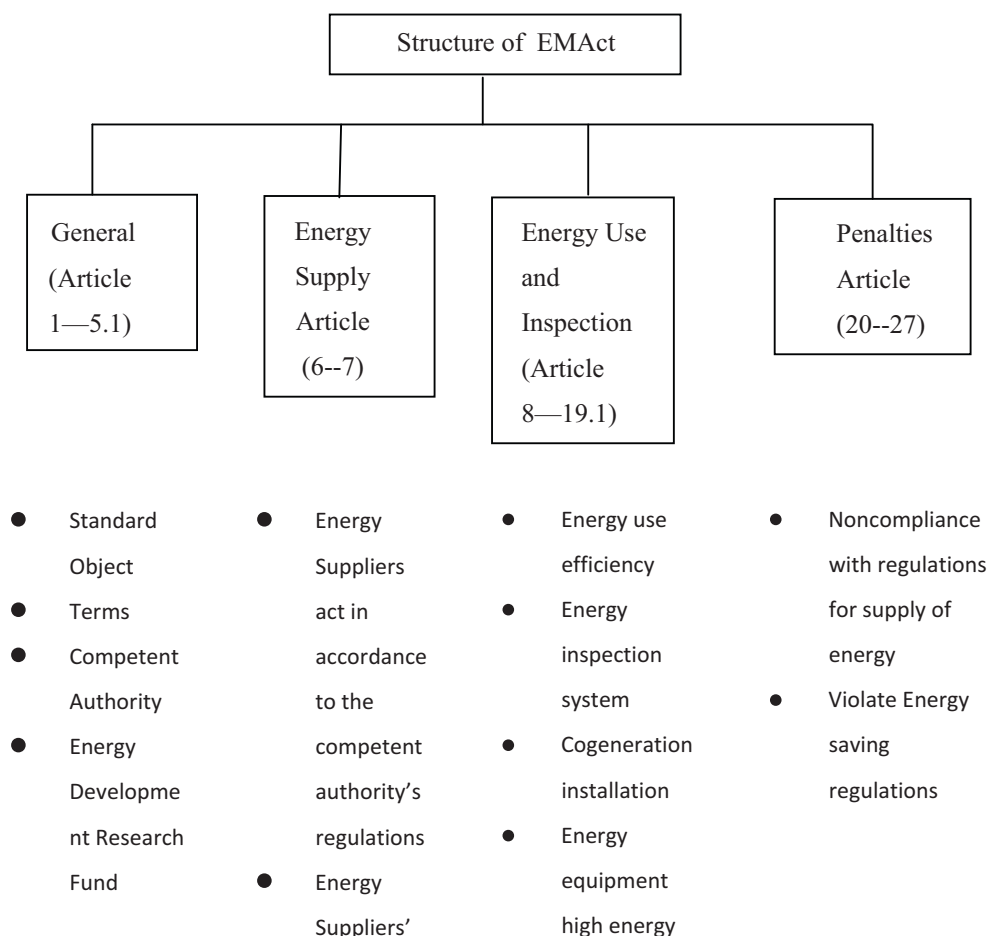 Structure of EMAct
General
(Article
1—5.1)
Energy
Supply
Article
(6--7)
Energy Use
and
Inspection
(Article
8—19.1)
Penalties
Article
(20--27)
● Standard
Object
● Terms
● Competent
Authority
● Energy
Developme
nt Research
Fund
● Energy
Suppliers
act in
accordance
to the
competent
authority’s
regulations
● Energy
Suppliers’
● Energy use
efficiency
● Energy
inspection
system
● Cogeneration
installation
● Energy
equipment
high energy
● Noncompliance
with regulations
for supply of
energy
● Violate Energy
saving
regulations